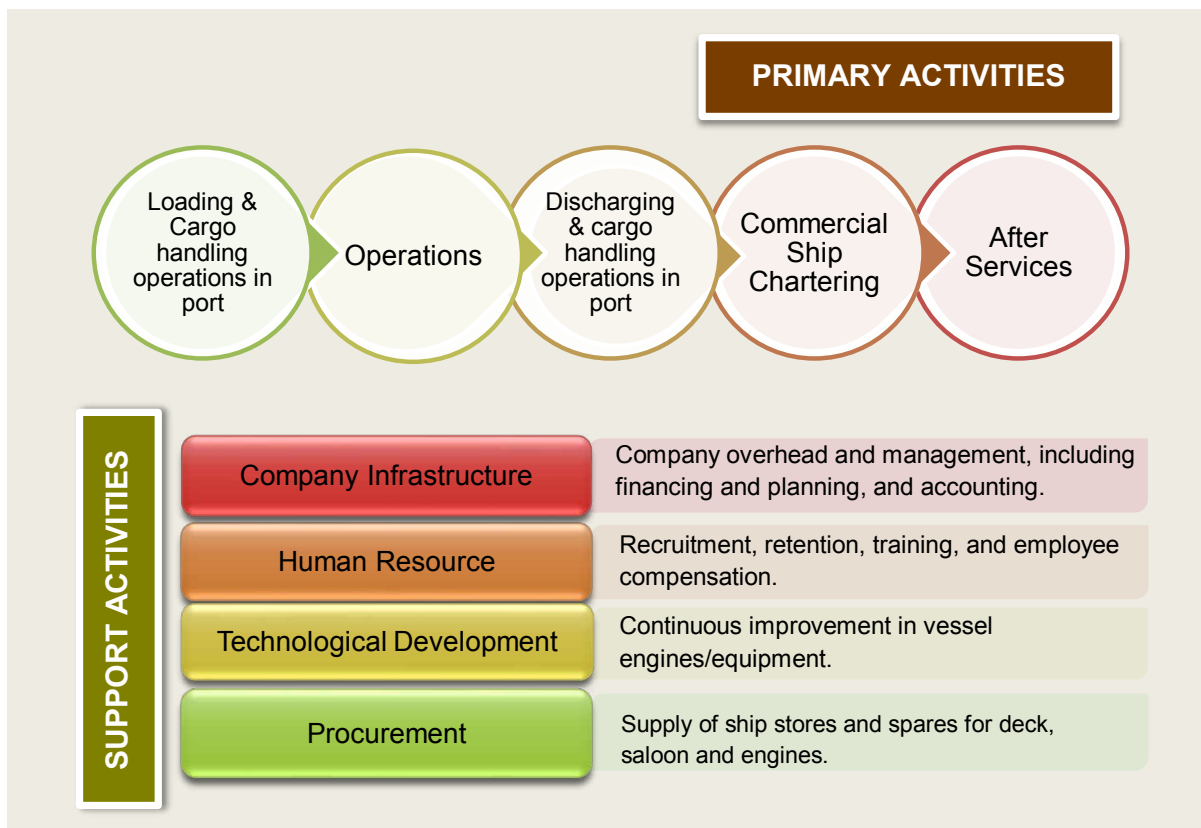 PRIMARY ACTIVITIES
Loading &
Cargo
handling
operations in
port
Operations
Discharging
& cargo
handling
operations in
port
Commercial
Ship
Chartering
After
Services
SUPPORT ACTIVITIES
Company Infrastructure
Company overhead and management, including
financing and planning, and accounting.
Human Resource
Recruitment, retention, training, and employee
compensation.
Technological Development
Continuous improvement in vessel
engines/equipment.
Procurement
Supply of ship stores and spares for deck,
saloon and engines.